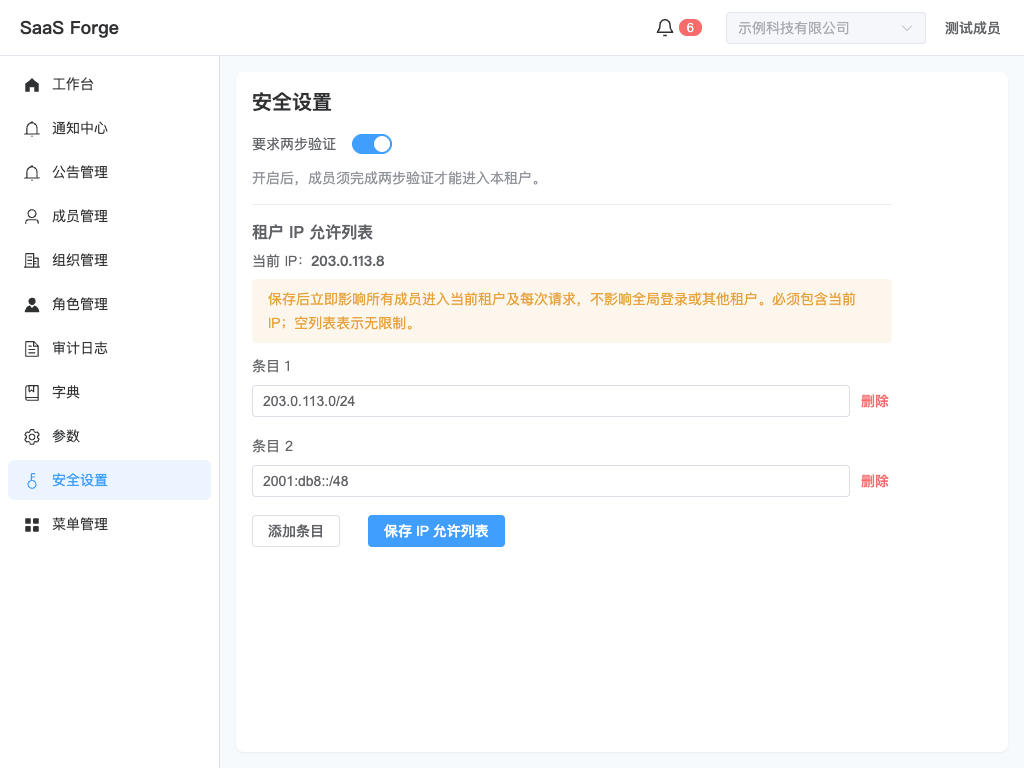 SaaS Forge
6
示例科技有限公司
测试成员
工作台
通知中心
公告管理
成员管理
组织管理
角色管理
审计日志
字典
参数
安全设置
菜单管理
安全设置
要求两步验证
开启后，成员须完成两步验证才能进入本租户。
租户 IP 允许列表
当前 IP：203.0.113.8
保存后立即影响所有成员进入当前租户及每次请求，不影响全局登录或其他租户。必须包含当前
IP；空列表表示无限制。
条目 1
203.0.113.0/24
删除
条目 2
2001:db8::/48
删除
添加条目
保存 IP 允许列表